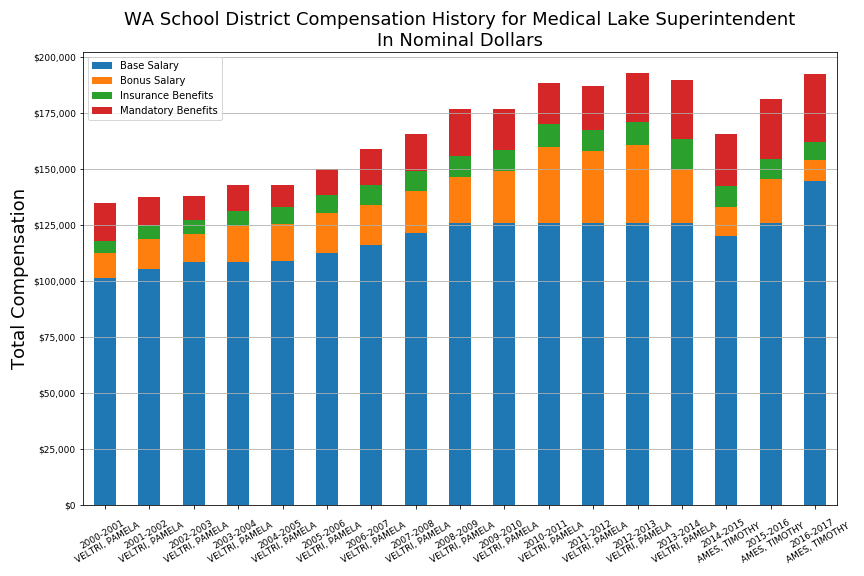 WA School District Compensation History for Medical Lake Superintendent
In Nominal Dollars
Base Salary
Bonus Salary
Insurance Benefits
Mandatory Benefits
Total Compensation
$200,000
$175,000
$150,000
$125,000
$100,000
$75,000
$50,000
$25,000
$0
2000-2001
VELTRI, PAMELA
2001-2002
VELTRI, PAMELA
2002-2003
VELTRI, PAMELA
2003-2004
VELTRI, PAMELA
2004-2005
VELTRI, PAMELA
2005-2006
VELTRI, PAMELA
2006-2007
VELTRI, PAMELA
2007-2008
VELTRI, PAMELA
2008-2009
VELTRI, PAMELA
2009-2010
VELTRI, PAMELA
2010-2011
VELTRI, PAMELA
2011-2012
VELTRI, PAMELA
2012-2013
VELTRI, PAMELA
2013-2014
VELTRI, PAMELA
2014-2015
AMES, TIMOTHY
2015-2016
AMES, TIMOTHY
2016-2017
AMES, TIMOTHY